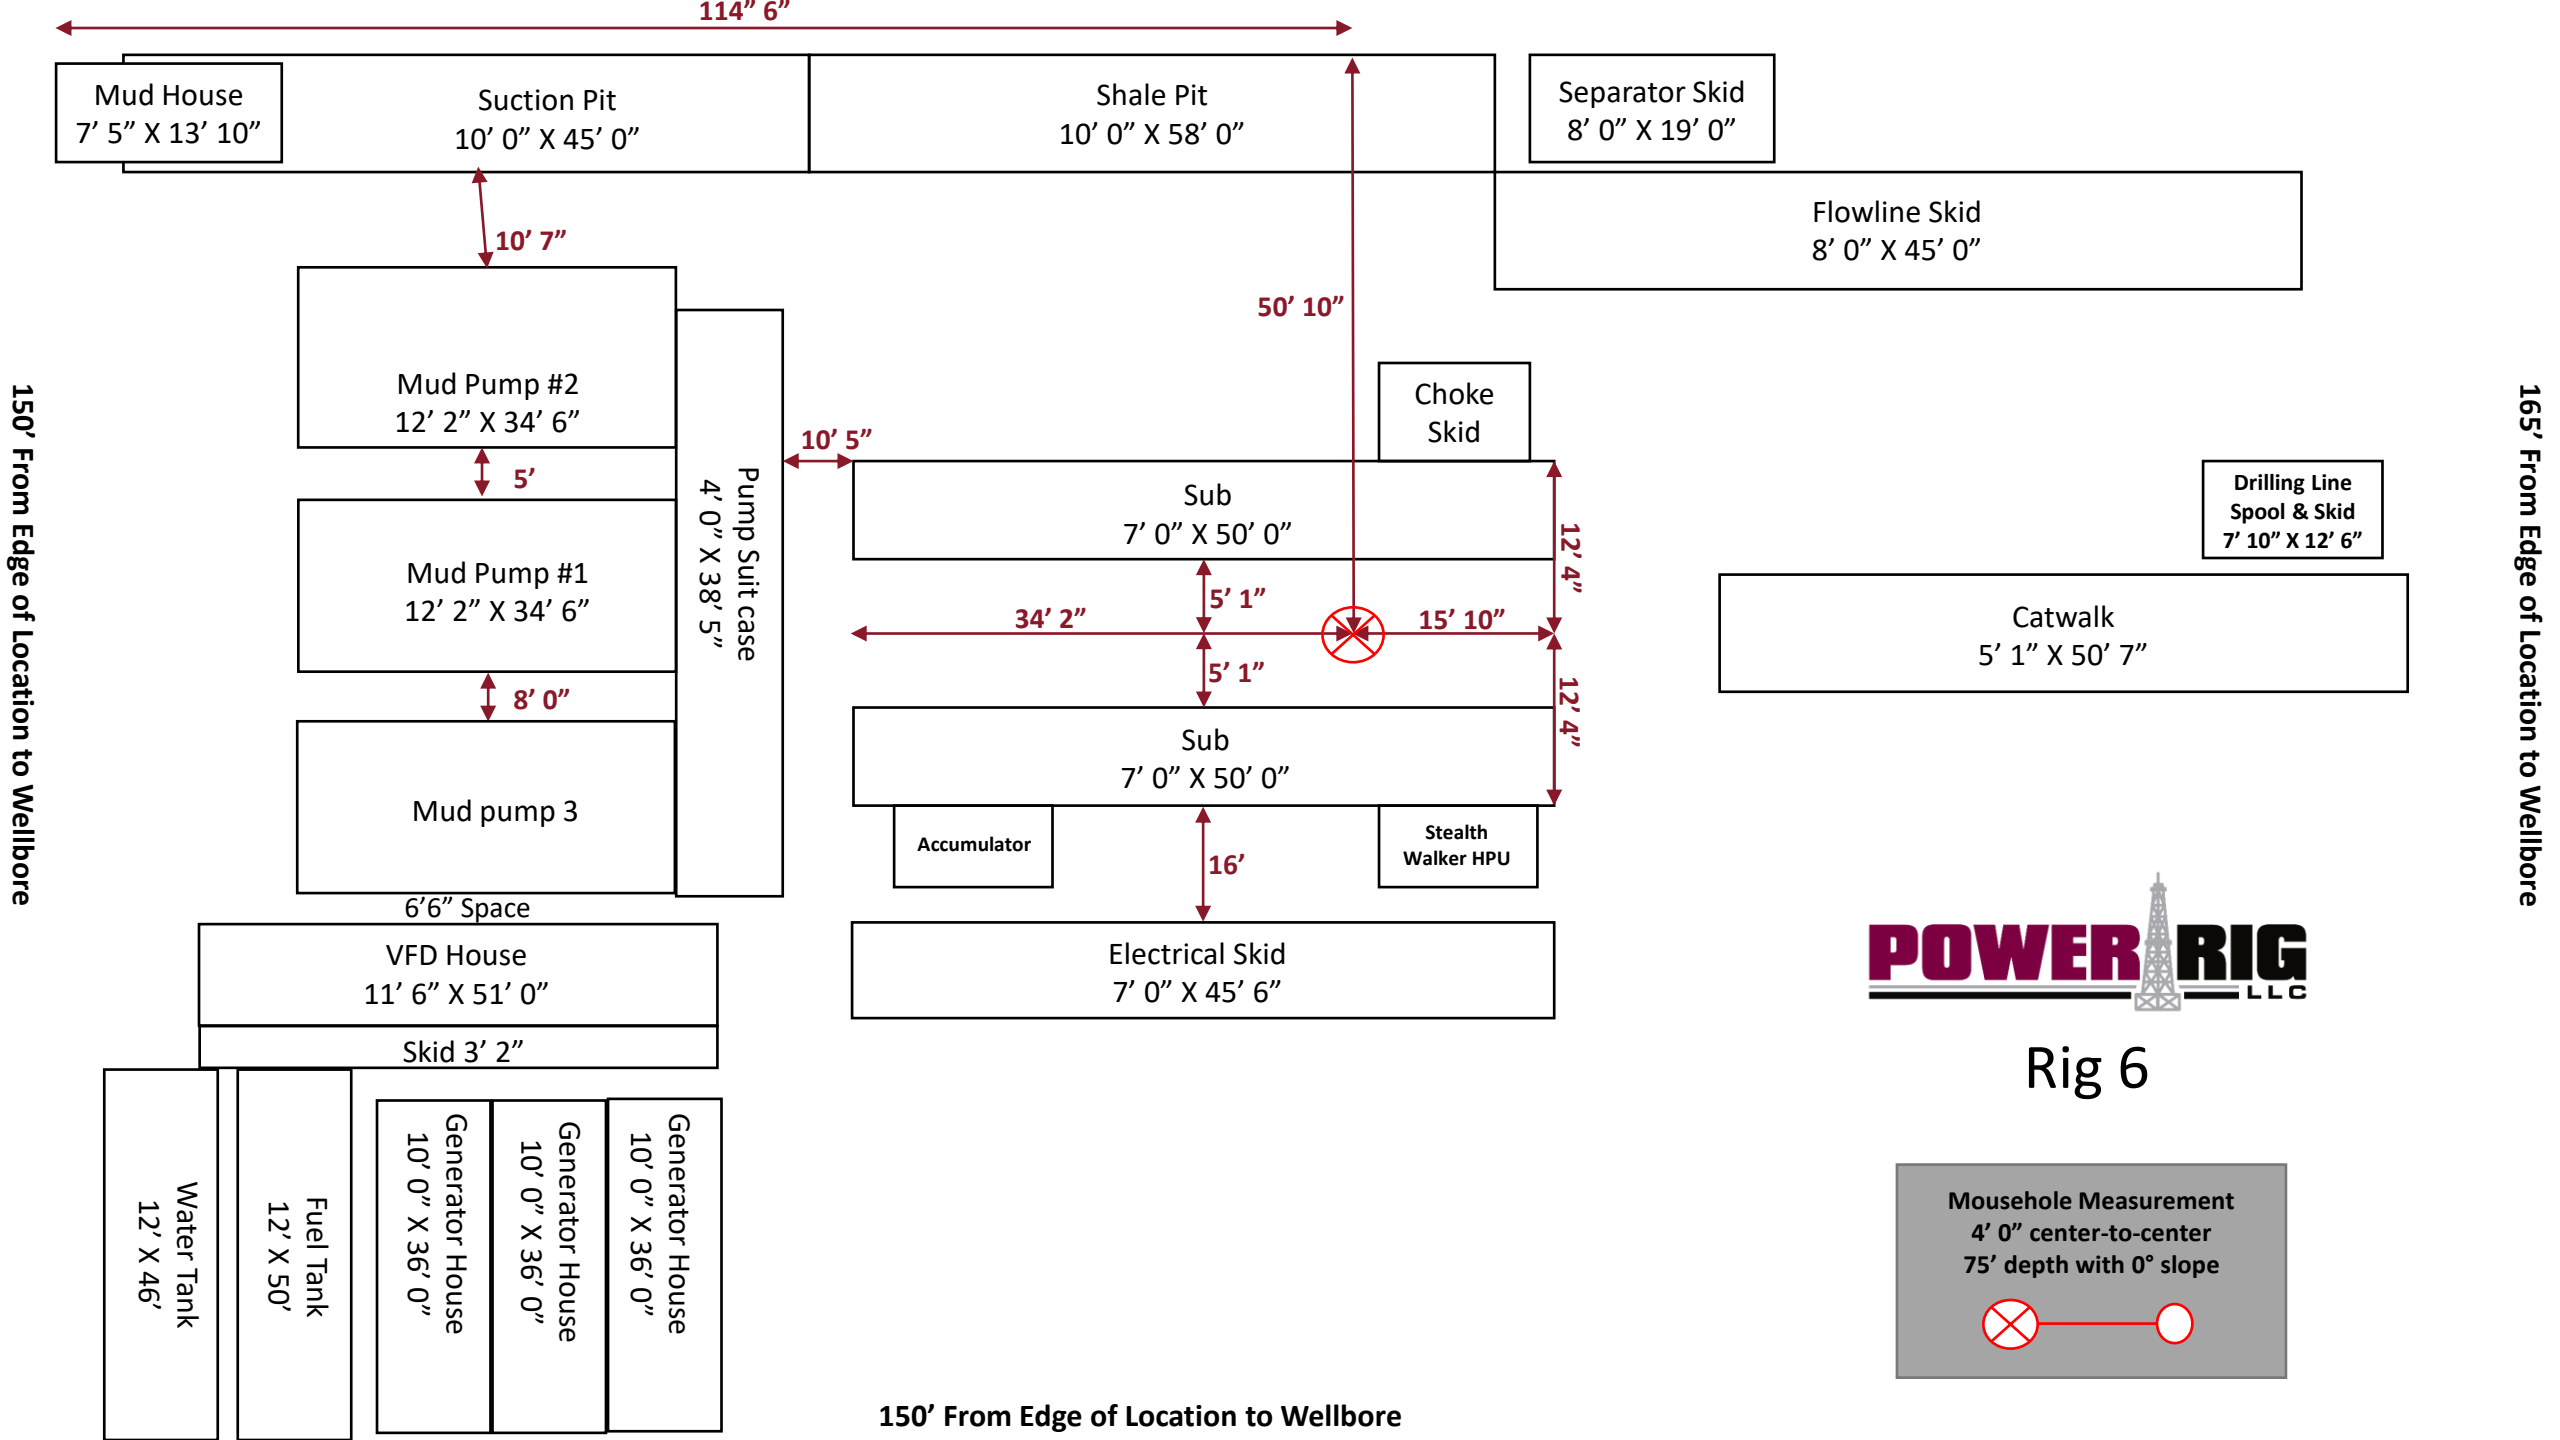 114” 6”
Mud House
7’ 5” X 13’ 10”
Suction Pit
10’ 0” X 45’ 0”
Shale Pit
10’ 0” X 58’ 0”
Separator Skid
8’ 0” X 19’ 0”
Flowline Skid
8’ 0” X 45’ 0”
10’ 7”
50’ 10”
Mud Pump #2
12’ 2” X 34’ 6”
Choke
Skid
10’ 5”
5’
Pump Suit case
4’ 0” X 38’ 5”
Sub
7’ 0” X 50’ 0”
12’ 4”
Drilling Line
Spool & Skid
7’ 10” X 12’ 6”
150’ From Edge of Location to Wellbore
165’ From Edge of Location to Wellbore
Mud Pump #1
12’ 2” X 34’ 6”
5’ 1”
34’ 2”
15’ 10”
Catwalk
5’ 1” X 50’ 7”
5’ 1”
8’ 0”
12’ 4”
Sub
7’ 0” X 50’ 0”
Mud pump 3
Accumulator
16’
Stealth
Walker HPU
6’6” Space
VFD House
11’ 6” X 51’ 0”
Electrical Skid
7’ 0” X 45’ 6”
POWER RIG
LLC
Skid 3’ 2”
Rig 6
Water Tank
12’ X 46’
Fuel Tank
12’ X 50’
Generator House
10’ 0” X 36’ 0”
Generator House
10’ 0” X 36’ 0”
Generator House
10’ 0” X 36’ 0”
Mousehole Measurement
4’ 0” center-to-center
75’ depth with 0° slope
150’ From Edge of Location to Wellbore